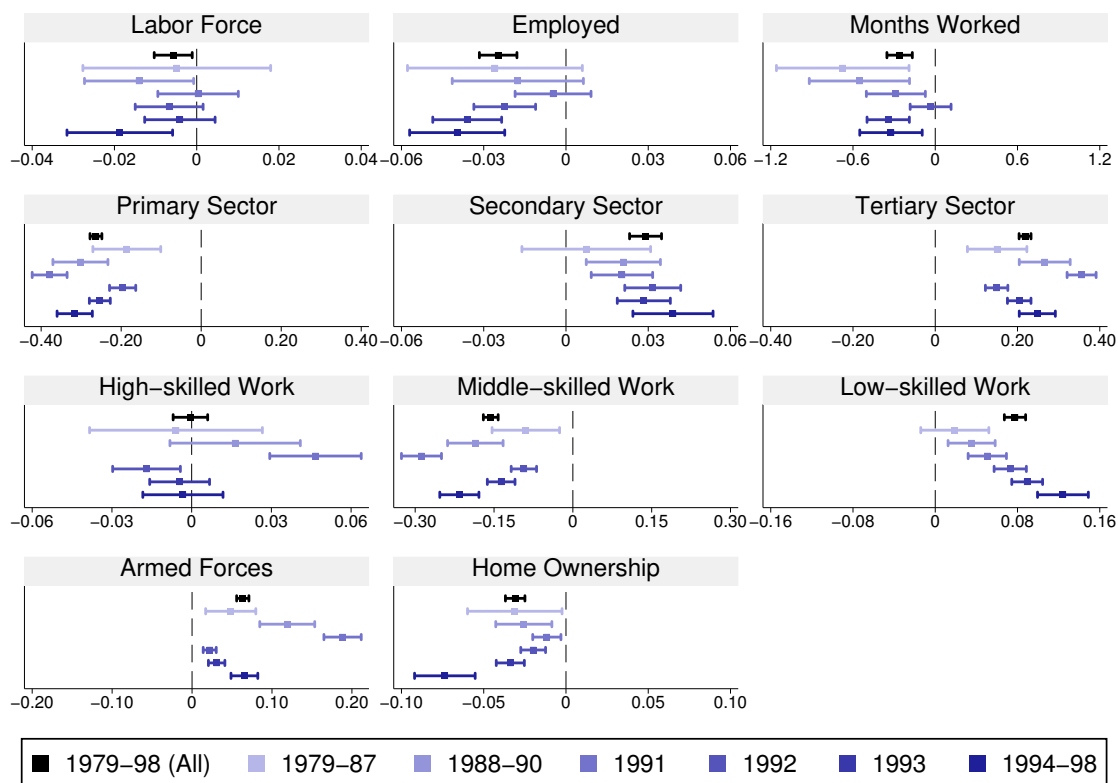 Labor Force
Employed
Months Worked
−0.04 −0.02 0 0.02 0.04
−0.06 −0.03 0 0.03 0.06
−1.2 −0.6 0 0.6 1.2
Primary Sector
Secondary Sector
Tertiary Sector
−0.40 −0.20 0 0.20 0.40
−0.06 −0.03 0 0.03 0.06
−0.40 −0.20 0 0.20 0.40
High−skilled Work
Middle−skilled Work
Low−skilled Work
−0.06 −0.03 0 0.03 0.06
−0.30 −0.15 0 0.15 0.30
−0.16 −0.08 0 0.08 0.16
Armed Forces
Home Ownership
−0.20 −0.10 0 0.10 0.20
−0.10 −0.05 0 0.05 0.10
1979−98 (All) 1979−87 1988−90 1991 1992 1993 1994−98